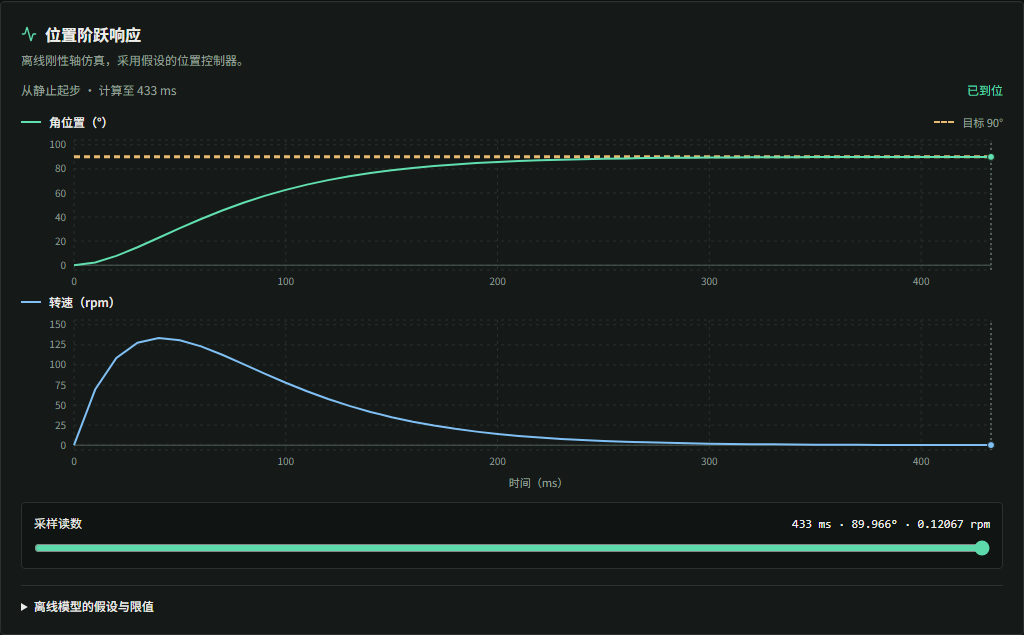 位置阶跃响应
离线刚性轴仿真，采用假设的位置控制器。
从静止起步 · 计算至 433 ms
已到位
角位置（°）
目标 90°
100
80
60
40
20
0
0 100 200 300 400
转速（rpm）
150
125
100
75
50
25
0
0 100 200 300 400
时间（ms）
采样读数
433 ms · 89.966° · 0.12067 rpm
离线模型的假设与限值